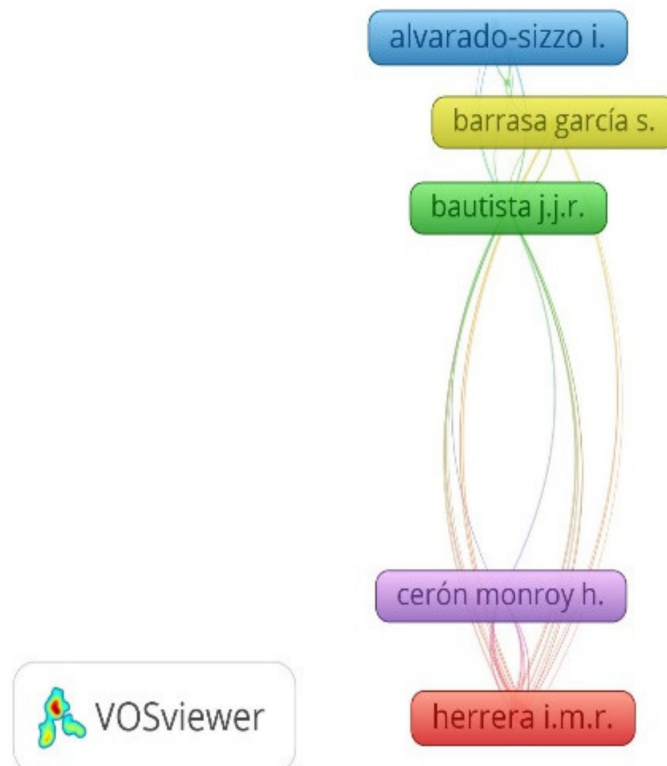 alvarado-sizzo i.
barrasa garcía s.
bautista j.j.r.
cerón monroy h.
herrera i.m.r.
VOSviewer